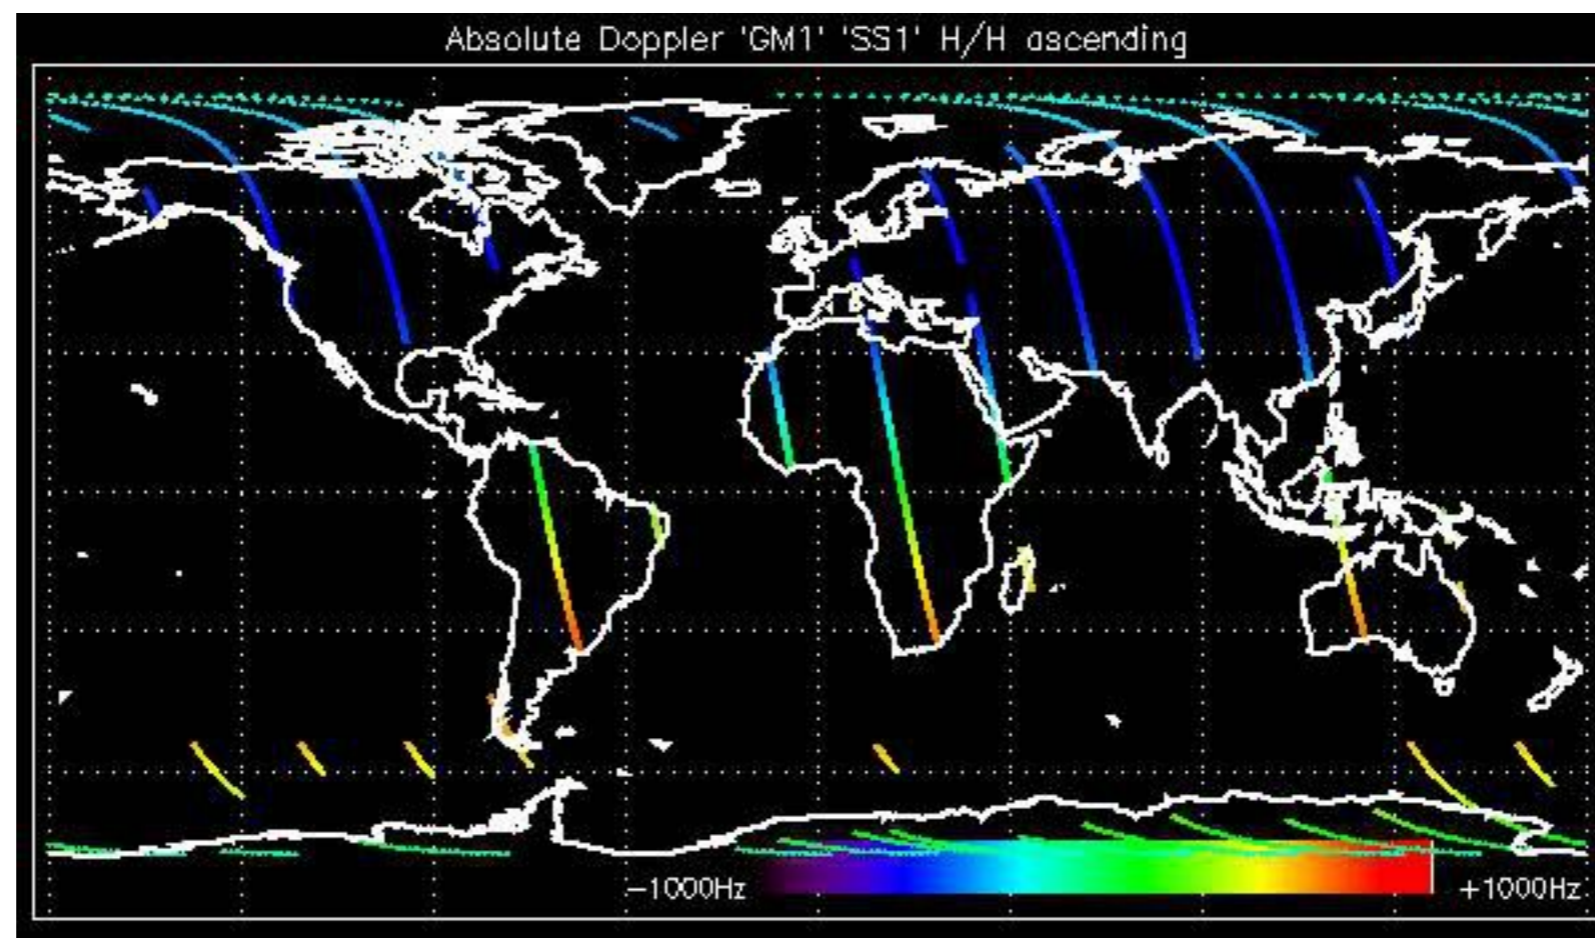 Absolute Doppler 'GM1' 'SS1' H/H ascending
−1000Hz
+1000Hz